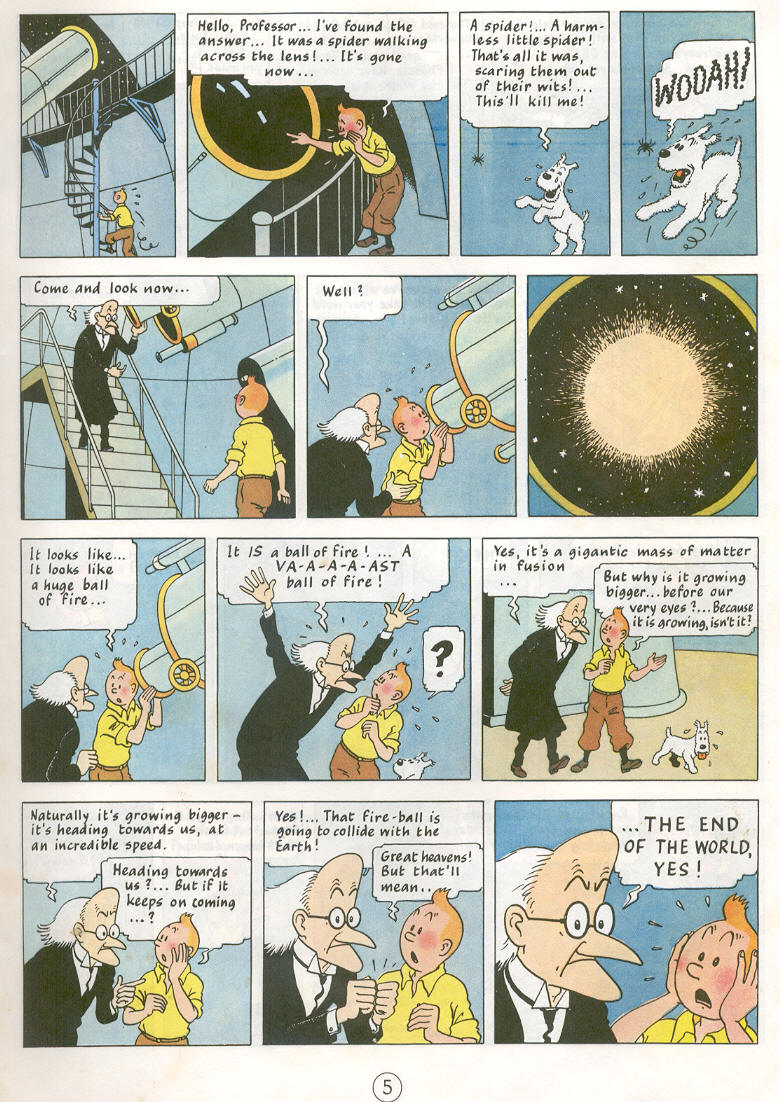 Hello, Professor... I've found the
answer... It was a spider walking
across the lens!... It's gone
now...
A spider!... A harm-
less little spider!
That's all it was,
scaring them out
of their wits!...
This'll kill me!
WOOAH!
Come and look now...
Well?
It looks like...
It looks like
a huge ball
of fire...
It IS a ball of fire! ... A
VA-A-A-A-AST
ball of fire!
?
Yes, it's a gigantic mass of matter
in fusion
...
But why is it growing
bigger...before our
very eyes?...Because
it is growing, isn't it?
Naturally it's growing bigger –
it's heading towards us, at
an incredible speed.
Heading towards
us?... But if it
keeps on coming
...?
Yes!... That fire-ball is
going to collide with the
Earth!
Great heavens!
But that'll
mean..
...THE END
OF THE WORLD,
YES!
5